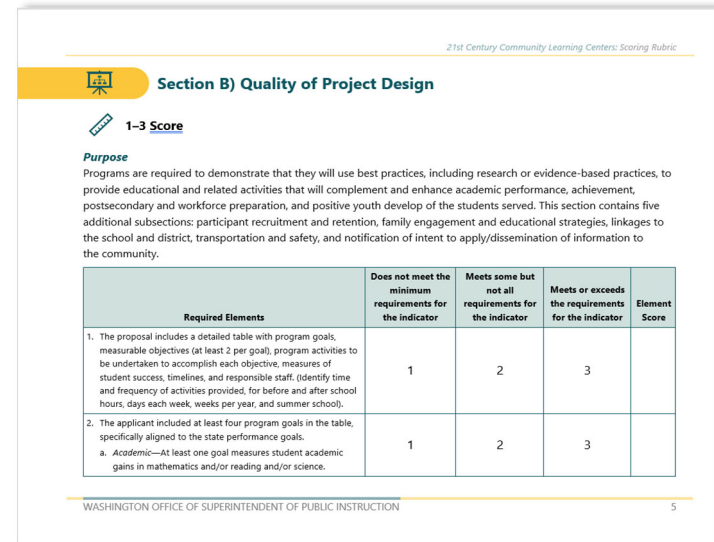 21st Century Community Learning Centers: Scoring Rubric
Section B) Quality of Project Design
1–3 Score
Purpose
Programs are required to demonstrate that they will use best practices, including research or evidence-based practices, to
provide educational and related activities that will complement and enhance academic performance, achievement,
postsecondary and workforce preparation, and positive youth develop of the students served. This section contains five
additional subsections: participant recruitment and retention, family engagement and educational strategies, linkages to
the school and district, transportation and safety, and notification of intent to apply/dissemination of information to
the community.
Required Elements
Does not meet the
minimum
requirements for
the indicator
Meets some but
not all
requirements for
the indicator
Meets or exceeds
the requirements
for the indicator
Element
Score
1. The proposal includes a detailed table with program goals,
measurable objectives (at least 2 per goal), program activities to
be undertaken to accomplish each objective, measures of
student success, timelines, and responsible staff. (Identify time
and frequency of activities provided, for before and after school
hours, days each week, weeks per year, and summer school).
1
2
3
2. The applicant included at least four program goals in the table,
specifically aligned to the state performance goals.
a. Academic—At least one goal measures student academic
gains in mathematics and/or reading and/or science.
1
2
3
WASHINGTON OFFICE OF SUPERINTENDENT OF PUBLIC INSTRUCTION
5